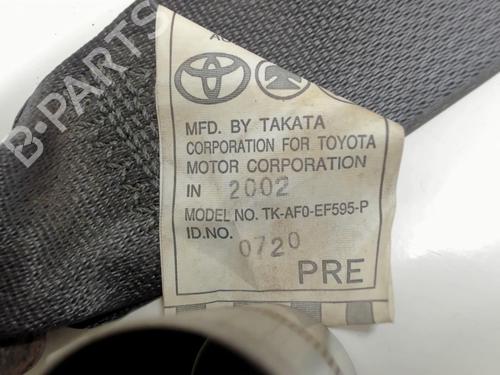 B-PARTS
MFD. BY TAKATA
CORPORATION FOR TOYOTA
MOTOR CORPORATION
IN 2002
MODEL NO. TK-AF0-EF595-P
ID.NO.
0720
PRE